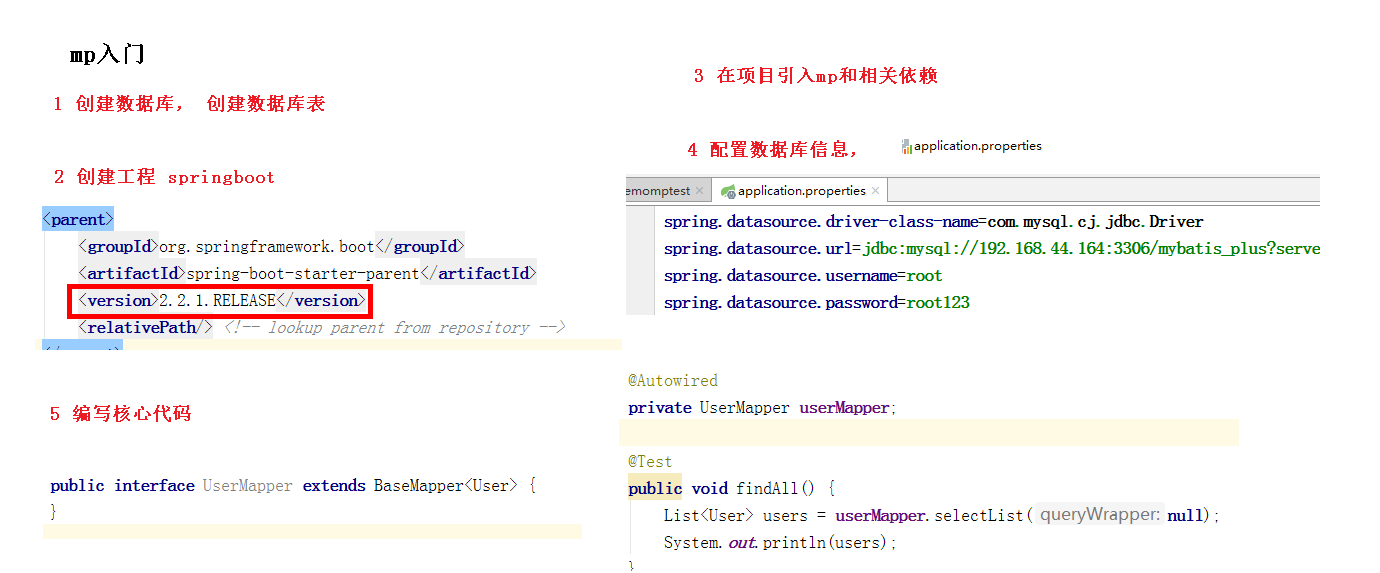 mp入门
1 创建数据库， 创建数据库表
2 创建工程 springboot
<parent>
<groupId>org.springframework.boot</groupId>
<artifactId>spring-boot-starter-parent</artifactId>
<version>2.2.1.RELEASE</version>
<relativePath/> <!-- lookup parent from repository -->
3 在项目引入mp和相关依赖
4 配置数据库信息， application.properties
emomptest × application.properties ×
spring.datasource.driver-class-name=com.mysql.cj.jdbc.Driver
spring.datasource.url=jdbc:mysql://192.168.44.164:3306/mybatis_plus?serve
spring.datasource.username=root
spring.datasource.password=root123
5 编写核心代码
public interface UserMapper extends BaseMapper<User> {
}
@Autowired
private UserMapper userMapper;
@Test
public void findAll() {
List<User> users = userMapper.selectList( queryWrapper: null);
System.out.println(users);
}